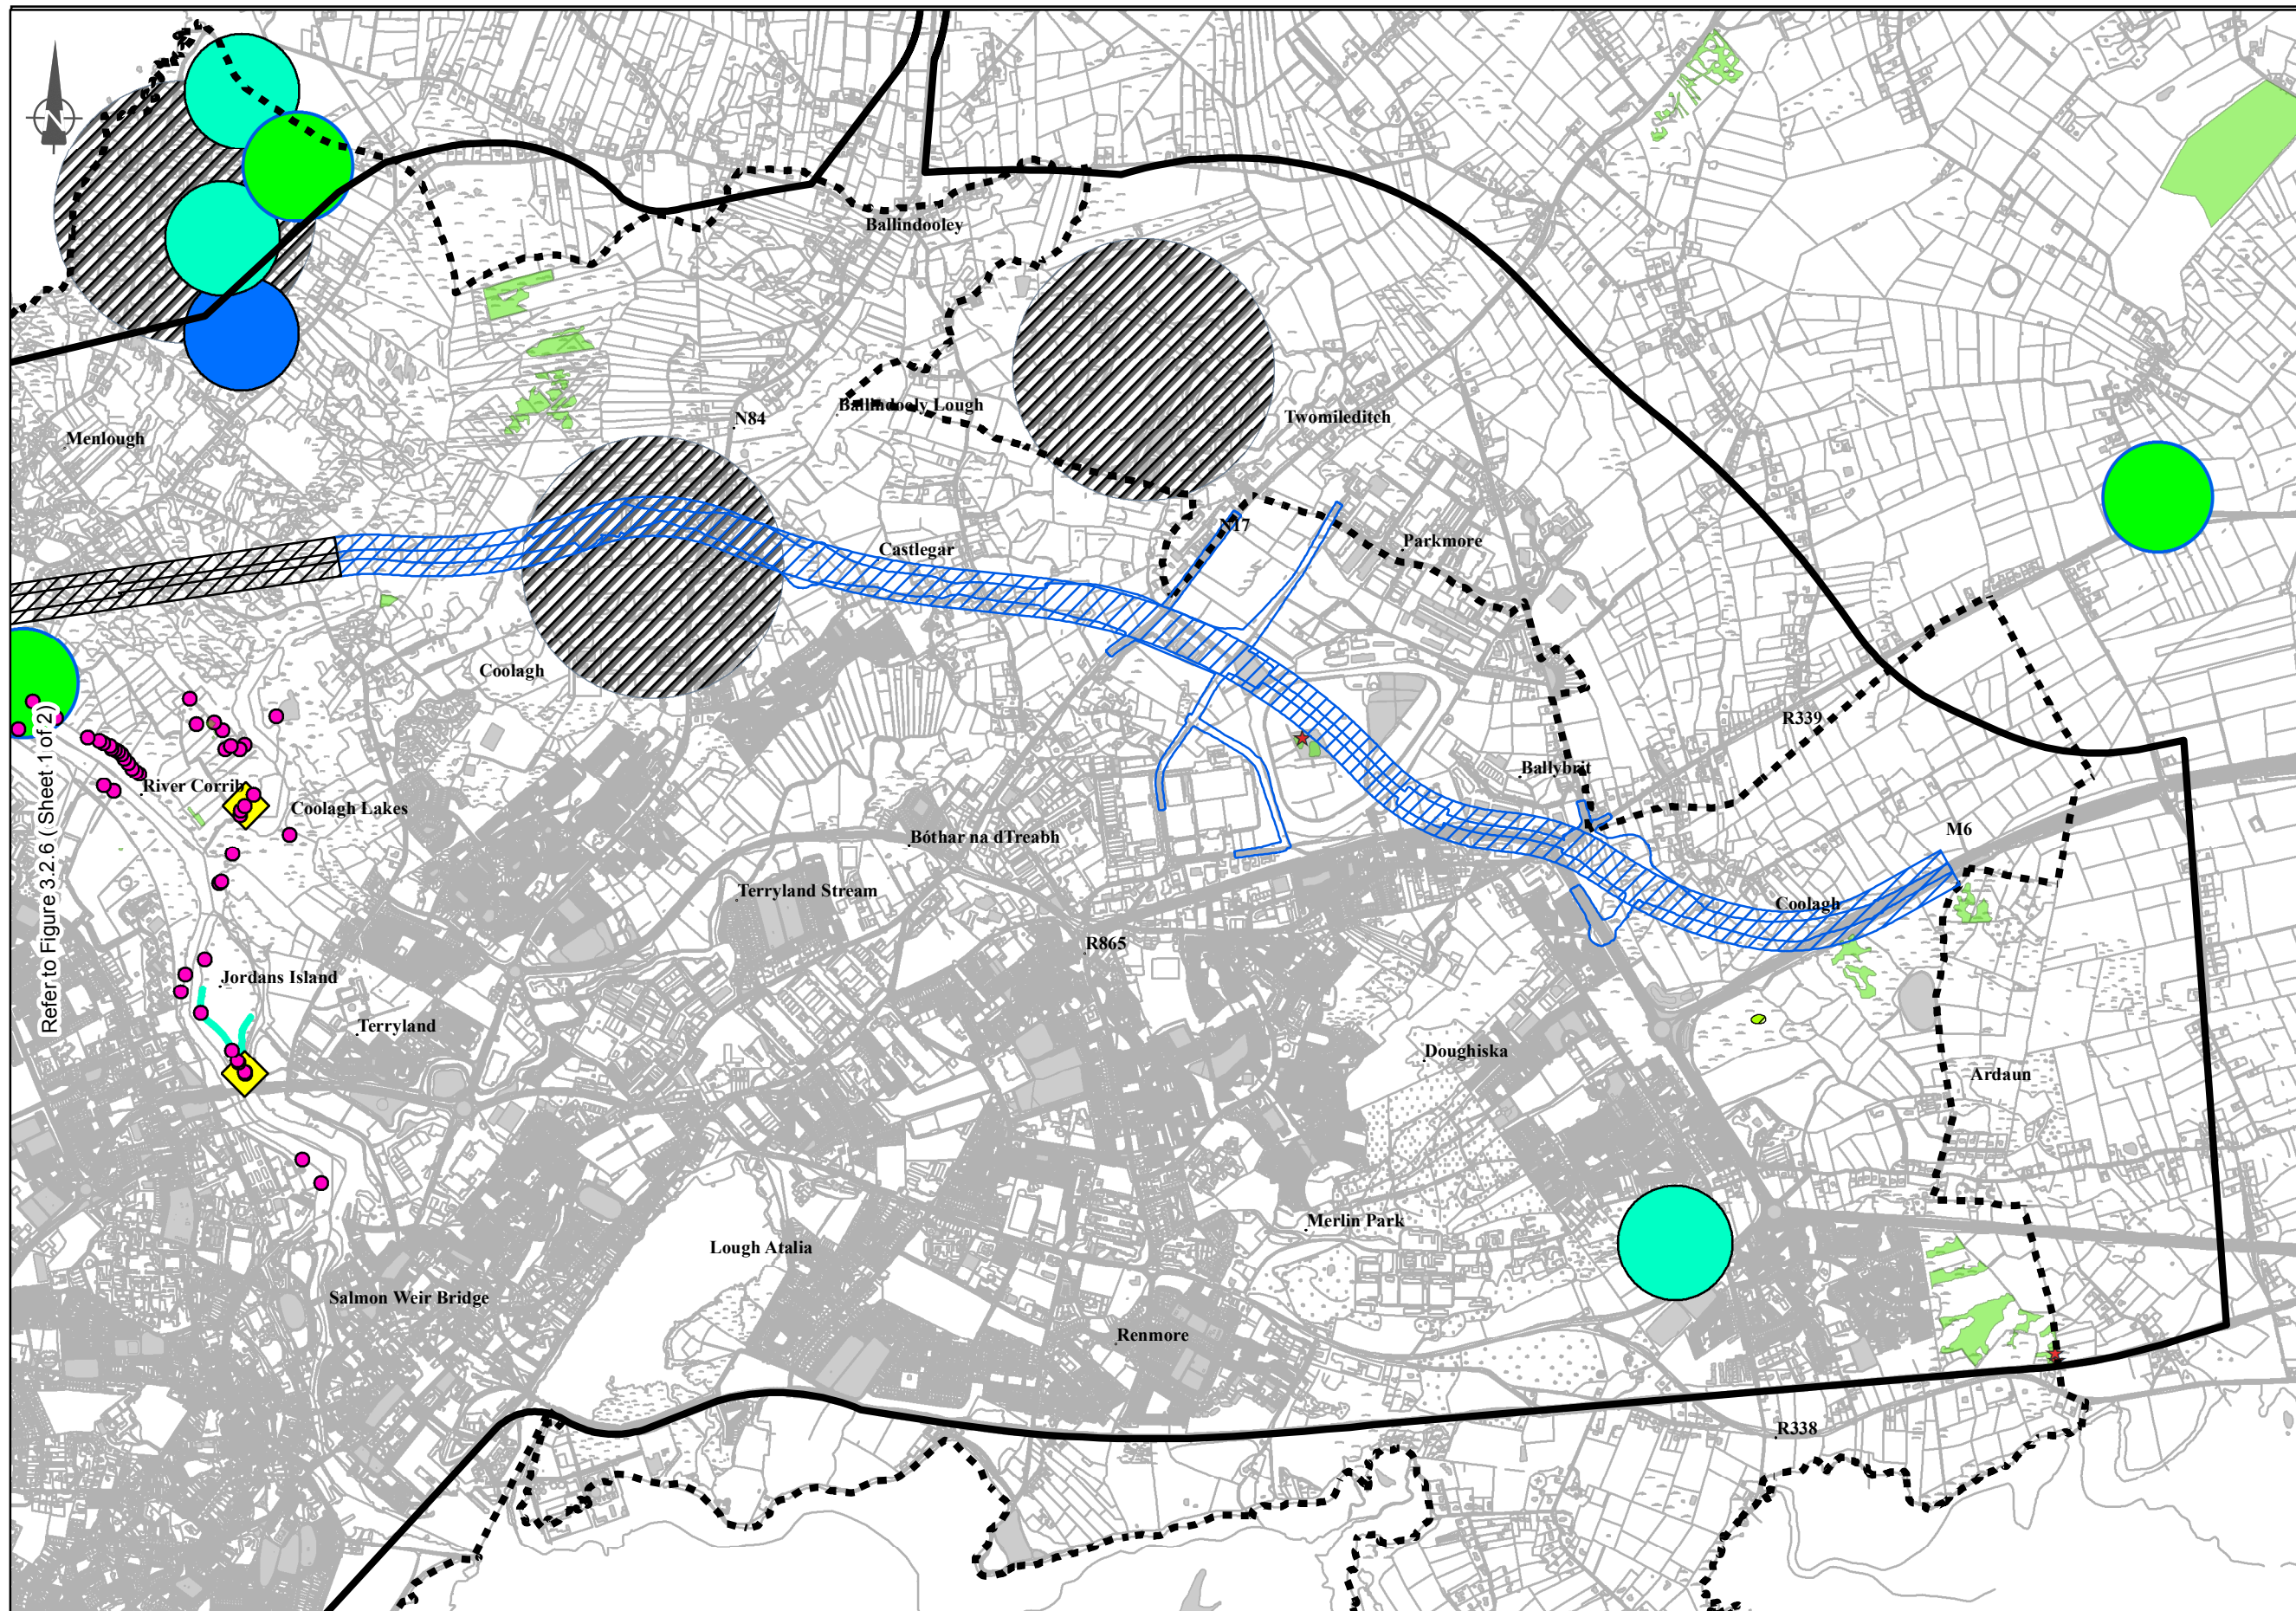 N
Ballindooley
Ballindooly Lough
N84
Twomileditch
Menlough
N17
Castlegar
Parkmore
Coolagh
R339
Ballybrit
River Corrib
Coolagh Lakes
Bóthar na dTreabh
M6
Terryland Stream
Coolagh
R865
Refer to Figure 3.2.6 ( Sheet 1 of 2)
Jordans Island
Terryland
Doughiska
Ardaun
Merlin Park
Lough Atalia
Salmon Weir Bridge
Renmore
R338